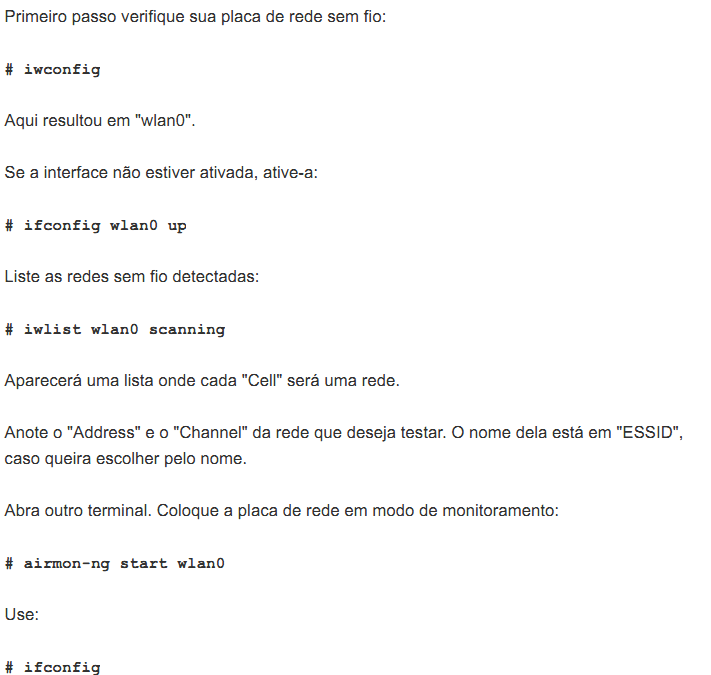 Primeiro passo verifique sua placa de rede sem fio:
# iwconfig
Aqui resultou em "wlan0".
Se a interface não estiver ativada, ative-a:
# ifconfig wlan0 up
Liste as redes sem fio detectadas:
# iwlist wlan0 scanning
Aparecerá uma lista onde cada "Cell" será uma rede.
Anote o "Address" e o "Channel" da rede que deseja testar. O nome dela está em "ESSID",
caso queira escolher pelo nome.
Abra outro terminal. Coloque a placa de rede em modo de monitoramento:
# airmon-ng start wlan0
Use:
# ifconfig